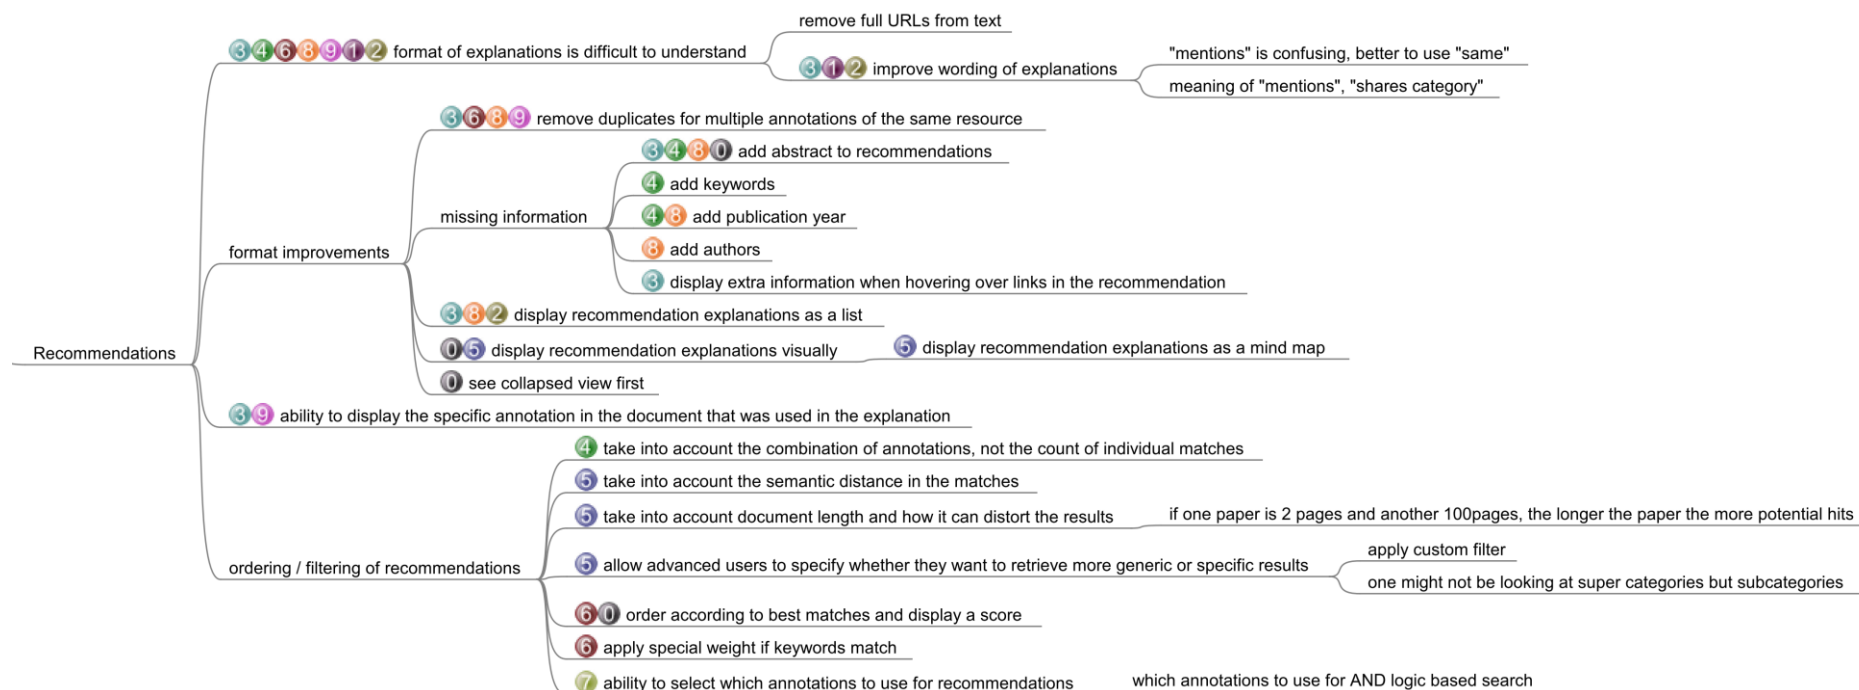 remove full URLs from text
3 4 6 8 9 1 2 format of explanations is difficult to understand
3 1 2 improve wording of explanations
"mentions" is confusing, better to use "same"
meaning of "mentions", "shares category"
3 6 8 9 remove duplicates for multiple annotations of the same resource
3 4 8 0 add abstract to recommendations
4 add keywords
missing information
4 8 add publication year
8 add authors
format improvements
3 display extra information when hovering over links in the recommendation
3 8 2 display recommendation explanations as a list
Recommendations
0 5 display recommendation explanations visually
5 display recommendation explanations as a mind map
0 see collapsed view first
3 9 ability to display the specific annotation in the document that was used in the explanation
4 take into account the combination of annotations, not the count of individual matches
5 take into account the semantic distance in the matches
5 take into account document length and how it can distort the results
if one paper is 2 pages and another 100pages, the longer the paper the more potential hits
ordering / filtering of recommendations
5 allow advanced users to specify whether they want to retrieve more generic or specific results
apply custom filter
one might not be looking at super categories but subcategories
6 0 order according to best matches and display a score
6 apply special weight if keywords match
7 ability to select which annotations to use for recommendations
which annotations to use for AND logic based search